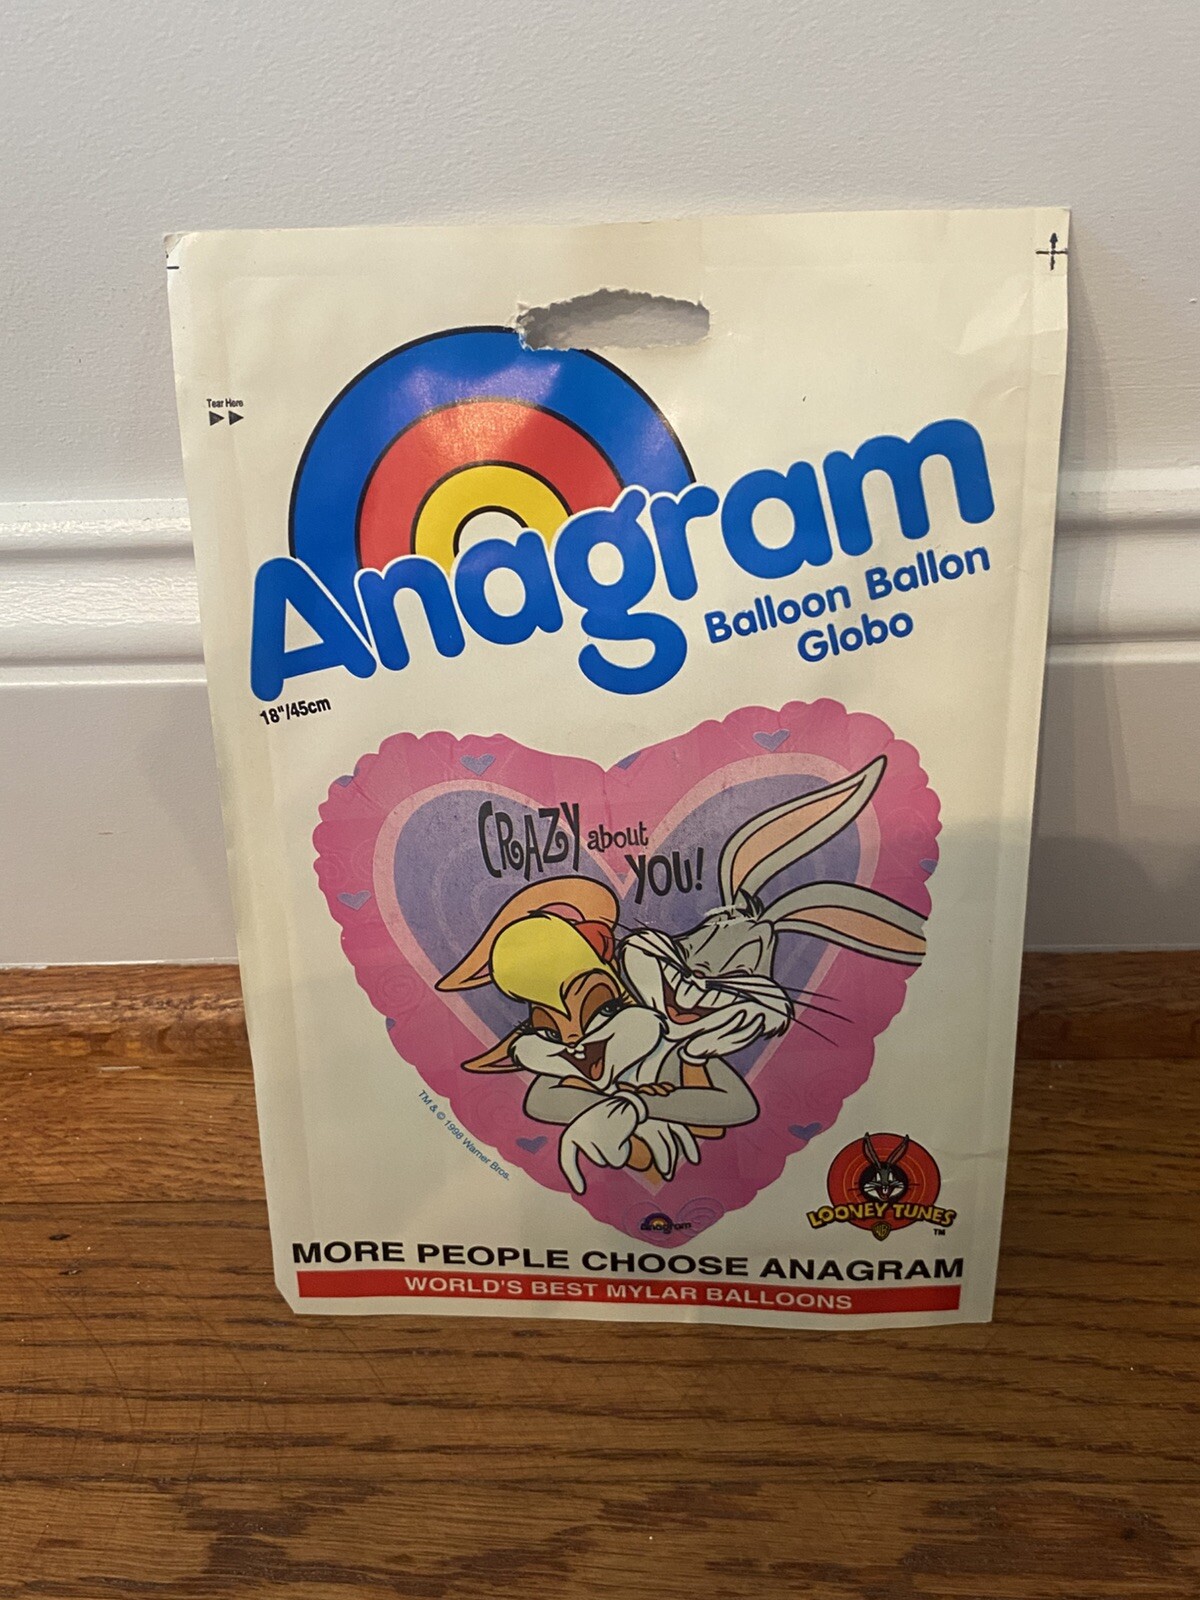 Tear Here
Anagram
Balloon Ballon
Globo
18"/45cm
CRAZY about
YOU!
TM & © 1998 Warner Bros.
anagram
LOONEY TUNES
WB
TM
MORE PEOPLE CHOOSE ANAGRAM
WORLD'S BEST MYLAR BALLOONS